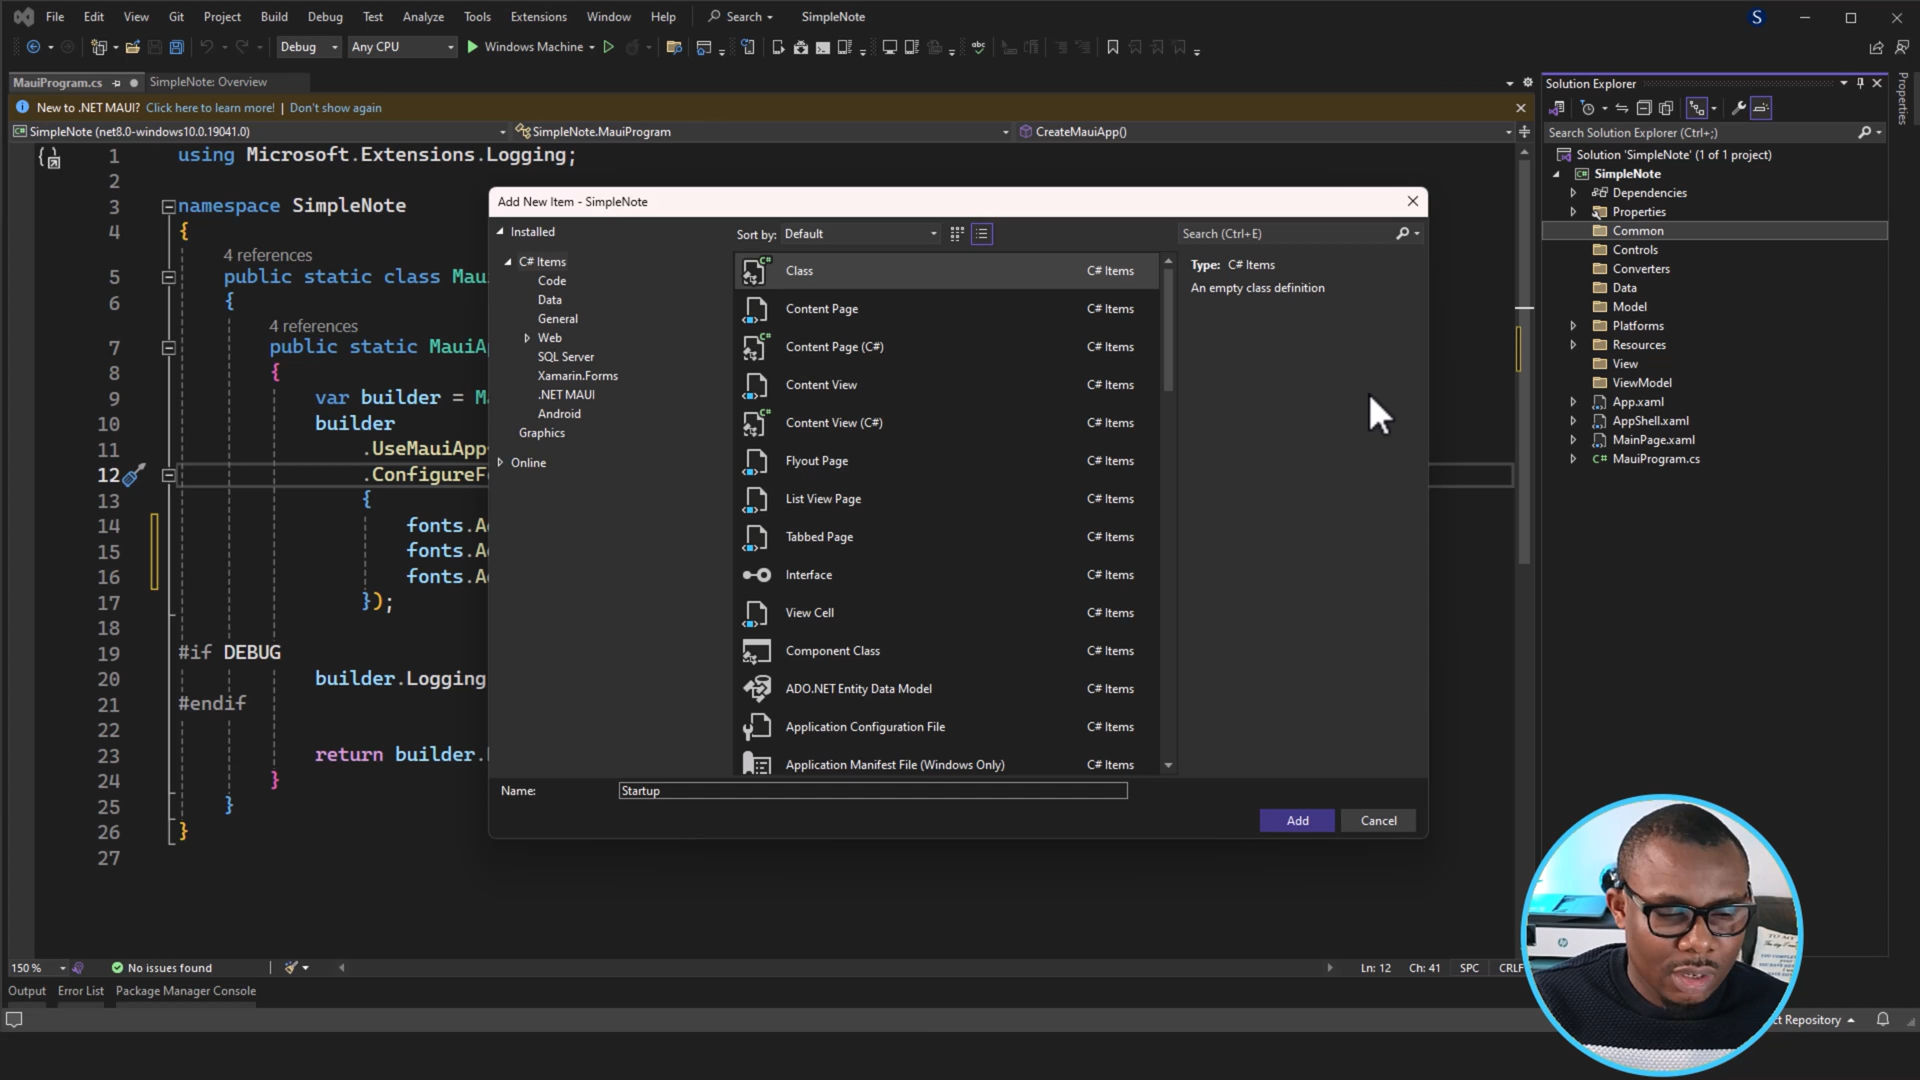 File Edit View Git Project Build Debug Test Analyze Tools Extensions Window Help Search SimpleNote S
Debug Any CPU Windows Machine
MauiProgram.cs SimpleNote: Overview
New to .NET MAUI? Click here to learn more! | Don't show again
SimpleNote (net8.0-windows10.0.19041.0) SimpleNote.MauiProgram CreateMauiApp()
1 using Microsoft.Extensions.Logging;
2
3 namespace SimpleNote
4 {
4 references
5 public static class Mau
6 {
4 references
7 public static MauiAp
8 {
9 var builder = M
10 builder
11 .UseMauiApp
12 .ConfigureF
13 {
14 fonts.A
15 fonts.A
16 fonts.A
17 });
18
19 #if DEBUG
20 builder.Logging
21 #endif
22
23 return builder.
24 }
25 }
26 }
27
Add New Item - SimpleNote
Installed
C# Items
Code
Data
General
Web
SQL Server
Xamarin.Forms
.NET MAUI
Android
Graphics
Online
Sort by: Default
Search (Ctrl+E)
Class C# Items
Content Page C# Items
Content Page (C#) C# Items
Content View C# Items
Content View (C#) C# Items
Flyout Page C# Items
List View Page C# Items
Tabbed Page C# Items
Interface C# Items
View Cell C# Items
Component Class C# Items
ADO.NET Entity Data Model C# Items
Application Configuration File C# Items
Application Manifest File (Windows Only) C# Items
Type: C# Items
An empty class definition
Name: Startup
Add Cancel
Solution Explorer
Search Solution Explorer (Ctrl+;)
Solution 'SimpleNote' (1 of 1 project)
SimpleNote
Dependencies
Properties
Common
Controls
Converters
Data
Model
Platforms
Resources
View
ViewModel
App.xaml
AppShell.xaml
MainPage.xaml
MauiProgram.cs
Properties
150 % No issues found Ln: 12 Ch: 41 SPC CRLF
Output Error List Package Manager Console
ct Repository
hp